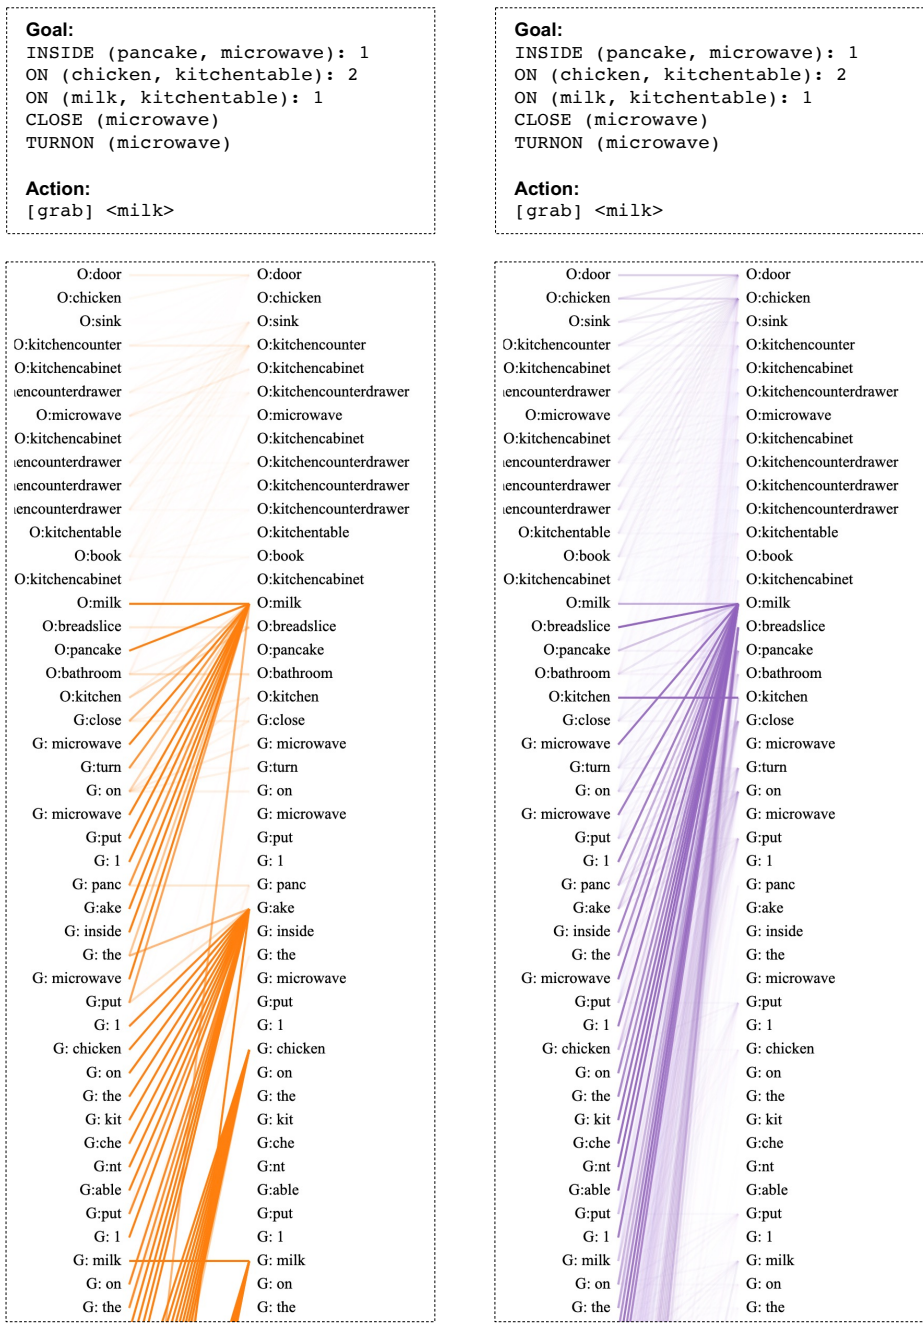 Goal:
INSIDE (pancake, microwave): 1
ON (chicken, kitchentable): 2
ON (milk, kitchentable): 1
CLOSE (microwave)
TURNON (microwave)
Action:
[grab] <milk>
Goal:
INSIDE (pancake, microwave): 1
ON (chicken, kitchentable): 2
ON (milk, kitchentable): 1
CLOSE (microwave)
TURNON (microwave)
Action:
[grab] <milk>
O:door O:door
O:chicken O:chicken
O:sink O:sink
O:kitchencounter O:kitchencounter
O:kitchencabinet O:kitchencabinet
encounterdrawer O:kitchencounterdrawer
O:microwave O:microwave
O:kitchencabinet O:kitchencabinet
encounterdrawer O:kitchencounterdrawer
encounterdrawer O:kitchencounterdrawer
encounterdrawer O:kitchencounterdrawer
O:kitchentable O:kitchentable
O:book O:book
O:kitchencabinet O:kitchencabinet
O:milk O:milk
O:breadslice O:breadslice
O:pancake O:pancake
O:bathroom O:bathroom
O:kitchen O:kitchen
G:close G:close
G: microwave G: microwave
G:turn G:turn
G: on G: on
G: microwave G: microwave
G:put G:put
G: 1 G: 1
G: panc G: panc
G:ake G:ake
G: inside G: inside
G: the G: the
G: microwave G: microwave
G:put G:put
G: 1 G: 1
G: chicken G: chicken
G: on G: on
G: the G: the
G: kit G: kit
G:che G:che
G:nt G:nt
G:able G:able
G:put G:put
G: 1 G: 1
G: milk G: milk
G: on G: on
G: the G: the
O:door O:door
O:chicken O:chicken
O:sink O:sink
O:kitchencounter O:kitchencounter
O:kitchencabinet O:kitchencabinet
encounterdrawer O:kitchencounterdrawer
O:microwave O:microwave
O:kitchencabinet O:kitchencabinet
encounterdrawer O:kitchencounterdrawer
encounterdrawer O:kitchencounterdrawer
encounterdrawer O:kitchencounterdrawer
O:kitchentable O:kitchentable
O:book O:book
O:kitchencabinet O:kitchencabinet
O:milk O:milk
O:breadslice O:breadslice
O:pancake O:pancake
O:bathroom O:bathroom
O:kitchen O:kitchen
G:close G:close
G: microwave G: microwave
G:turn G:turn
G: on G: on
G: microwave G: microwave
G:put G:put
G: 1 G: 1
G: panc G: panc
G:ake G:ake
G: inside G: inside
G: the G: the
G: microwave G: microwave
G:put G:put
G: 1 G: 1
G: chicken G: chicken
G: on G: on
G: the G: the
G: kit G: kit
G:che G:che
G:nt G:nt
G:able G:able
G:put G:put
G: 1 G: 1
G: milk G: milk
G: on G: on
G: the G: the